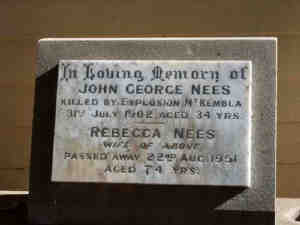 In Loving Memory of
JOHN GEORGE NEES
KILLED BY EXPLOSION MT KEMBLA
31ST JULY 1902, AGED 34 YRS.
REBECCA NEES
WIFE OF ABOVE
PASSED AWAY 22ND AUG. 1951
AGED 74 YRS.